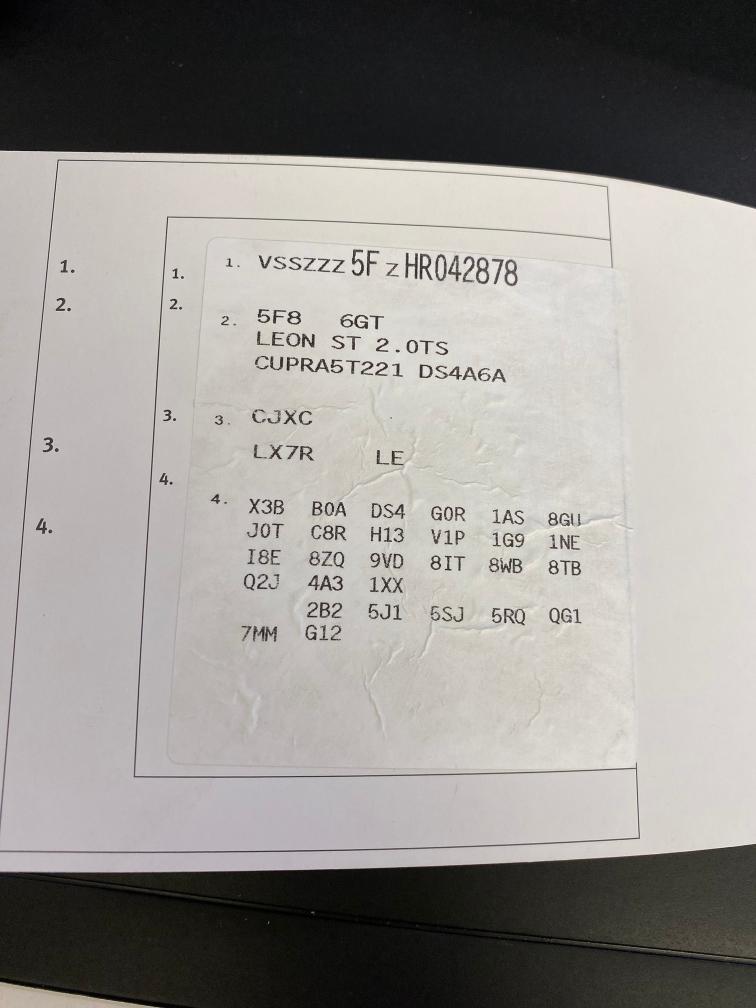 1. 1. 1. VSSZZZ 5F Z HR042878
2. 2. 2. 5F8 6GT
LEON ST 2.0TS
CUPRA5T221 DS4A6A
3. 3. 3. CJXC
LX7R LE
4. 4. 4. X3B B0A DS4 G0R 1AS 8GU
J0T C8R H13 V1P 1G9 1NE
I8E 8ZQ 9VD 8IT 8WB 8TB
Q2J 4A3 1XX
2B2 5J1 5SJ 5RQ QG1
7MM G12